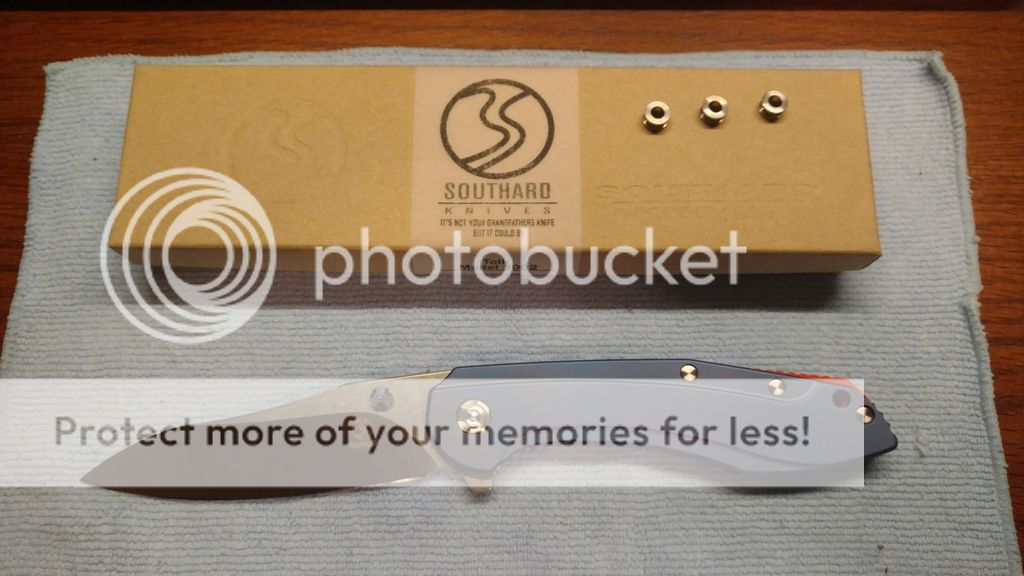 SOUTHARD
KNIVES
IT'S NOT YOUR GRANDFATHERS KNIFE
BUT IT COULD BE
photobucket
Protect more of your memories for less!